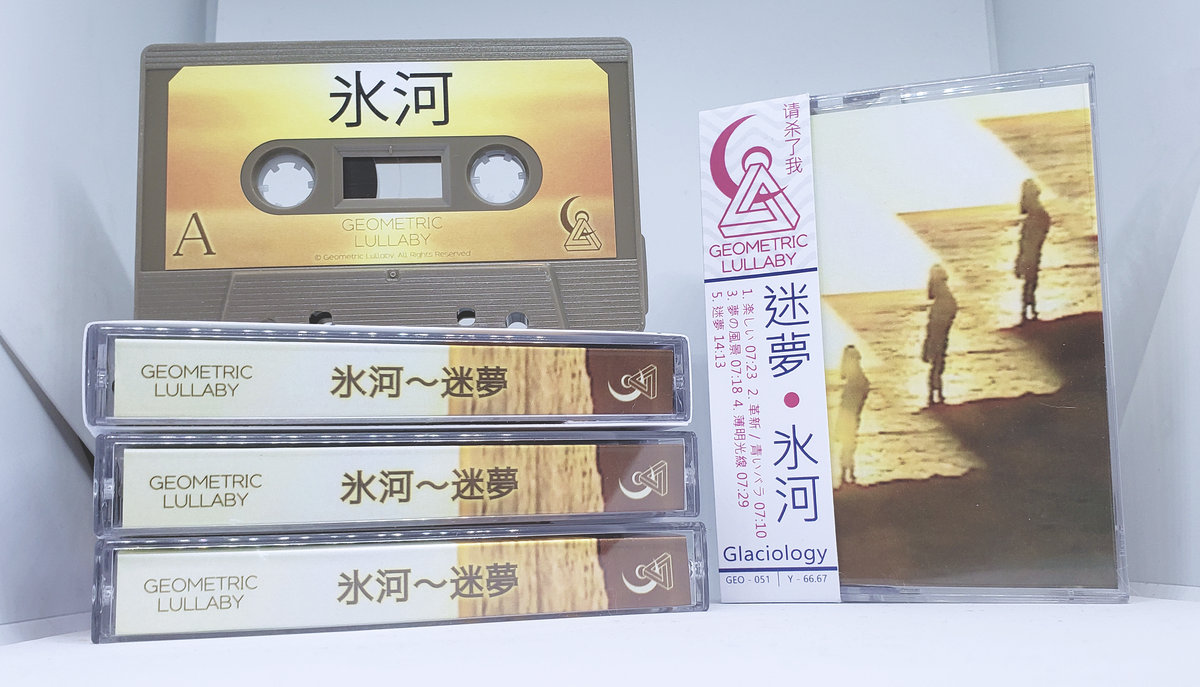 氷河
A
GEOMETRIC
LULLABY
© Geometric Lullaby. All Rights Reserved
GEOMETRIC
LULLABY
氷河～迷夢
GEOMETRIC
LULLABY
氷河～迷夢
GEOMETRIC
LULLABY
氷河～迷夢
请杀了我
GEOMETRIC
LULLABY
迷夢・氷河
1. 楽しい 07:23 2. 革新 / 青いバラ 07:10
3. 夢の風景 07:18 4. 薄明光線 07:29
5. 迷夢 14:13
Glaciology
GEO - 051 Y - 66.67